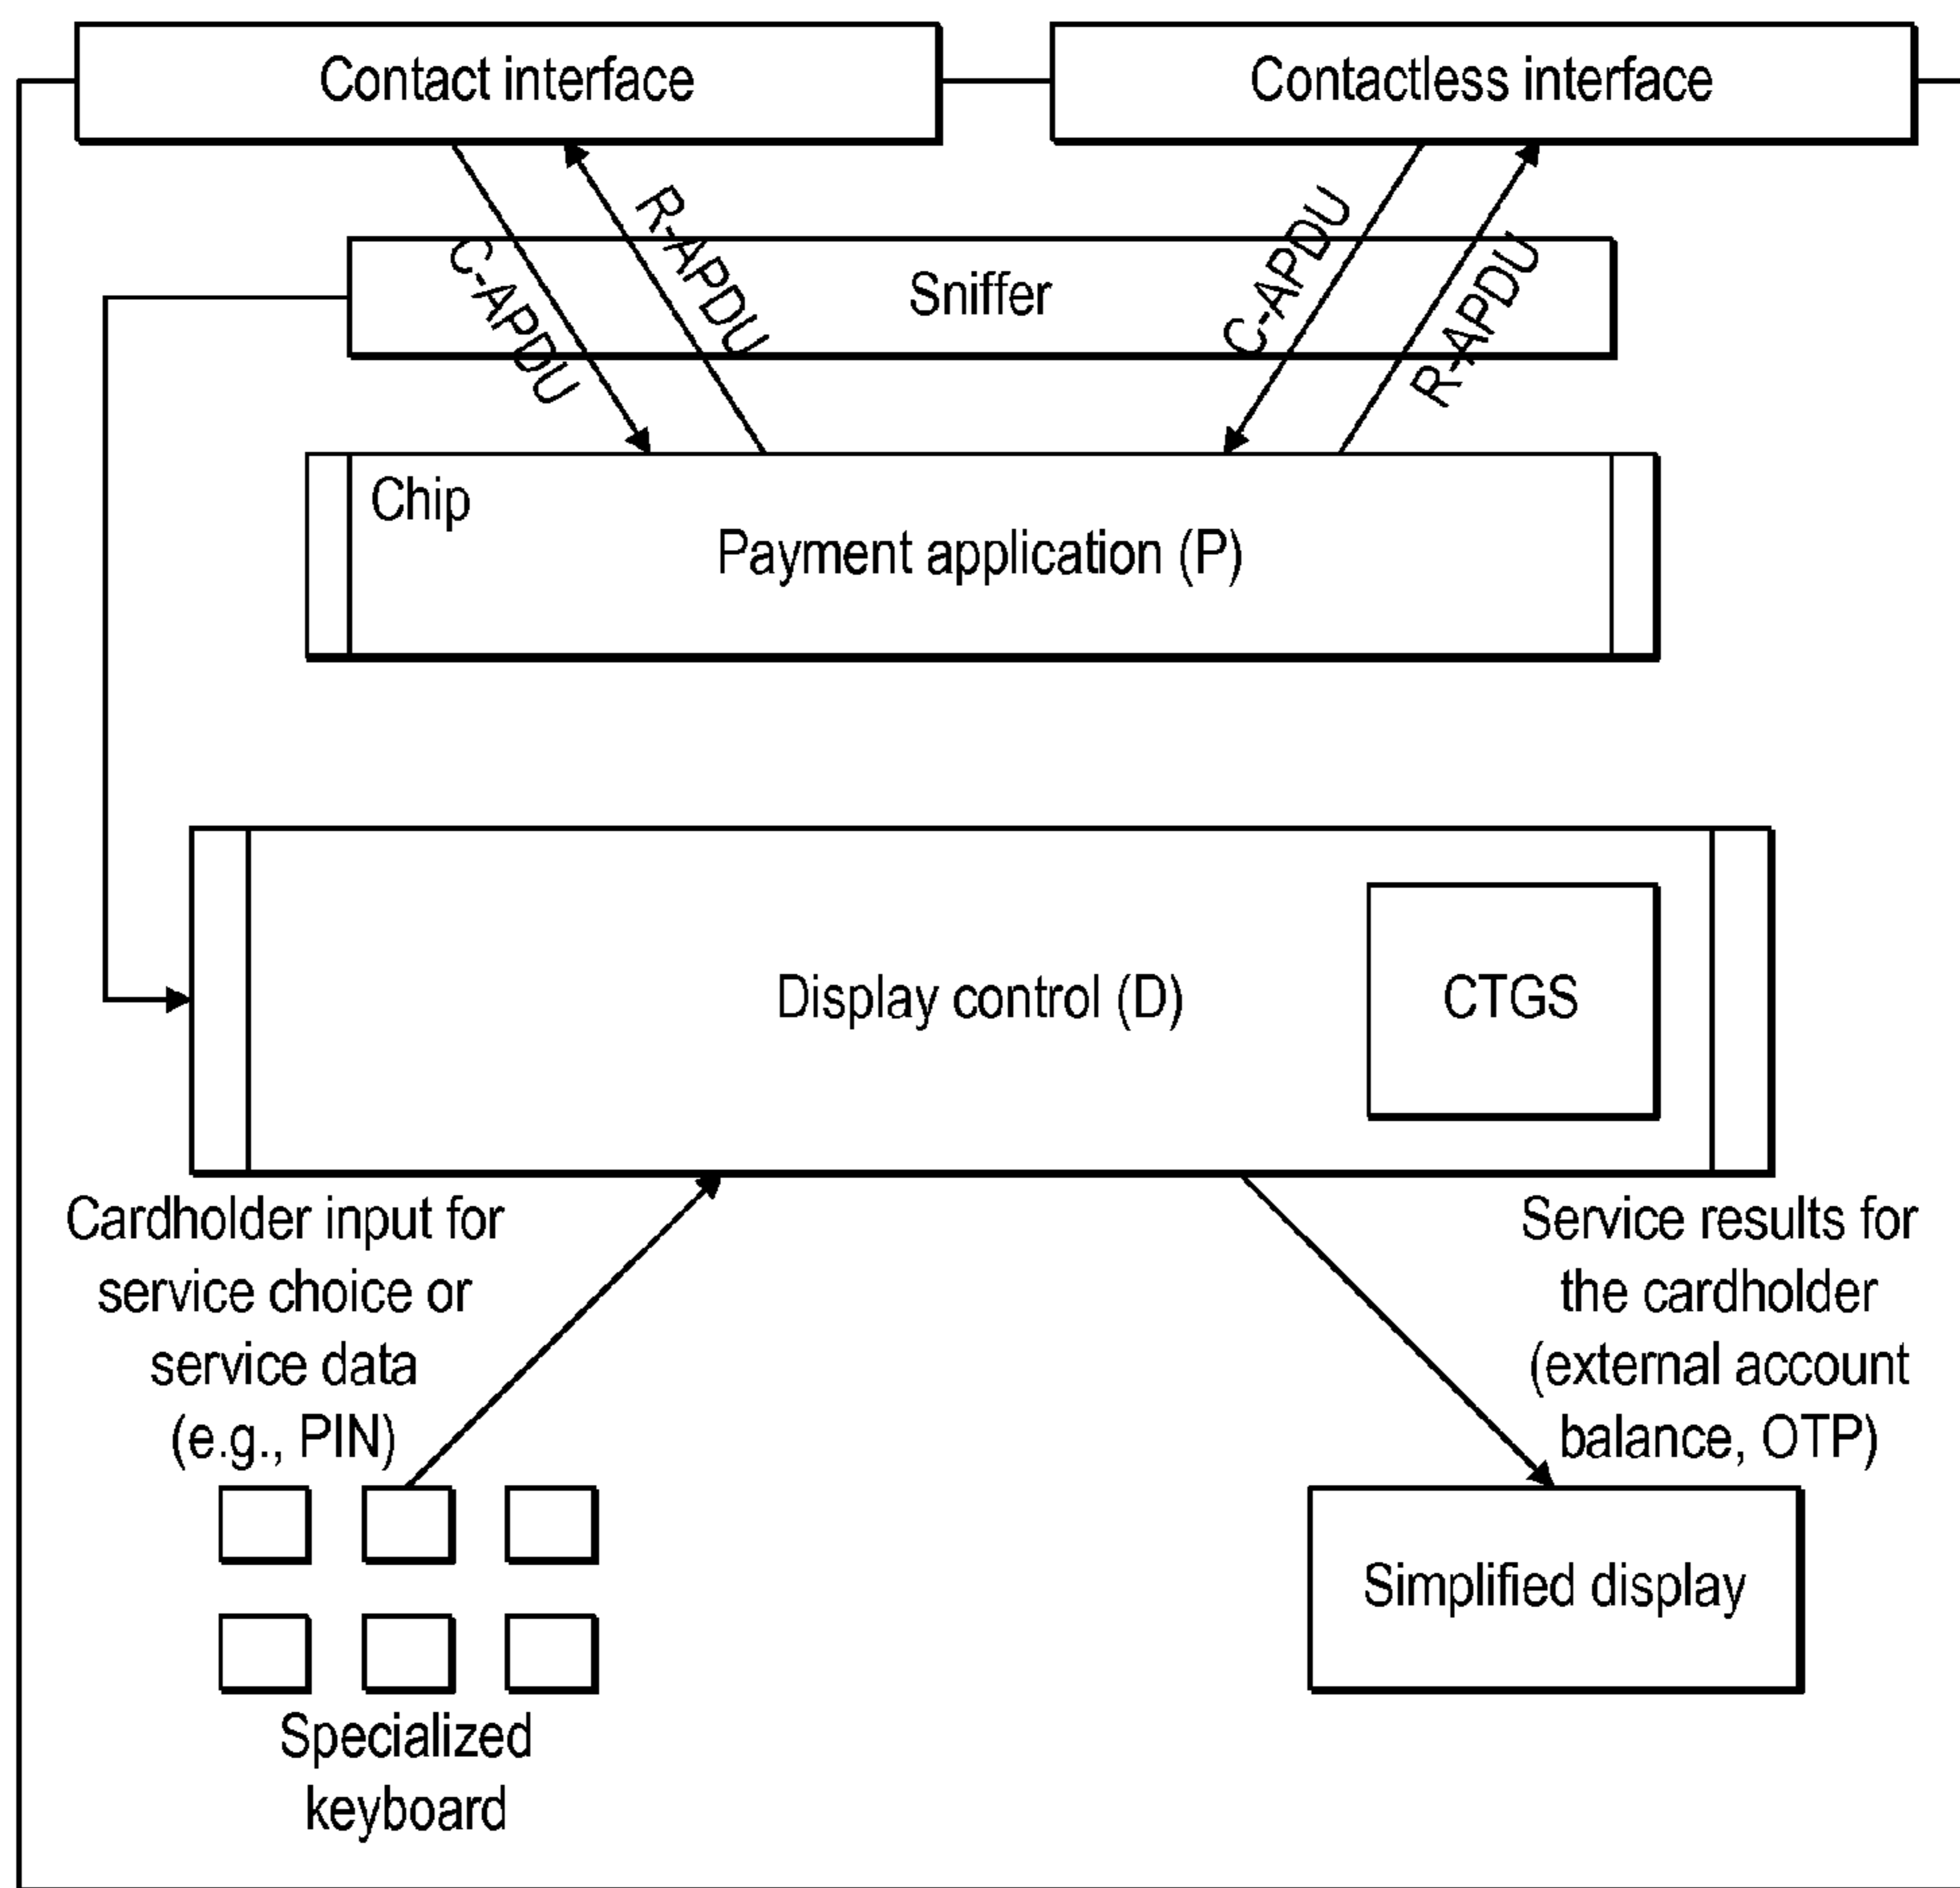 Contact interface
Contactless interface
C-APDU
R-APDU
C-APDU
R-APDU
Sniffer
Chip
Payment application (P)
Display control (D)
CTGS
Cardholder input for
service choice or
service data
(e.g., PIN)
Service results for
the cardholder
(external account
balance, OTP)
Simplified display
Specialized
keyboard